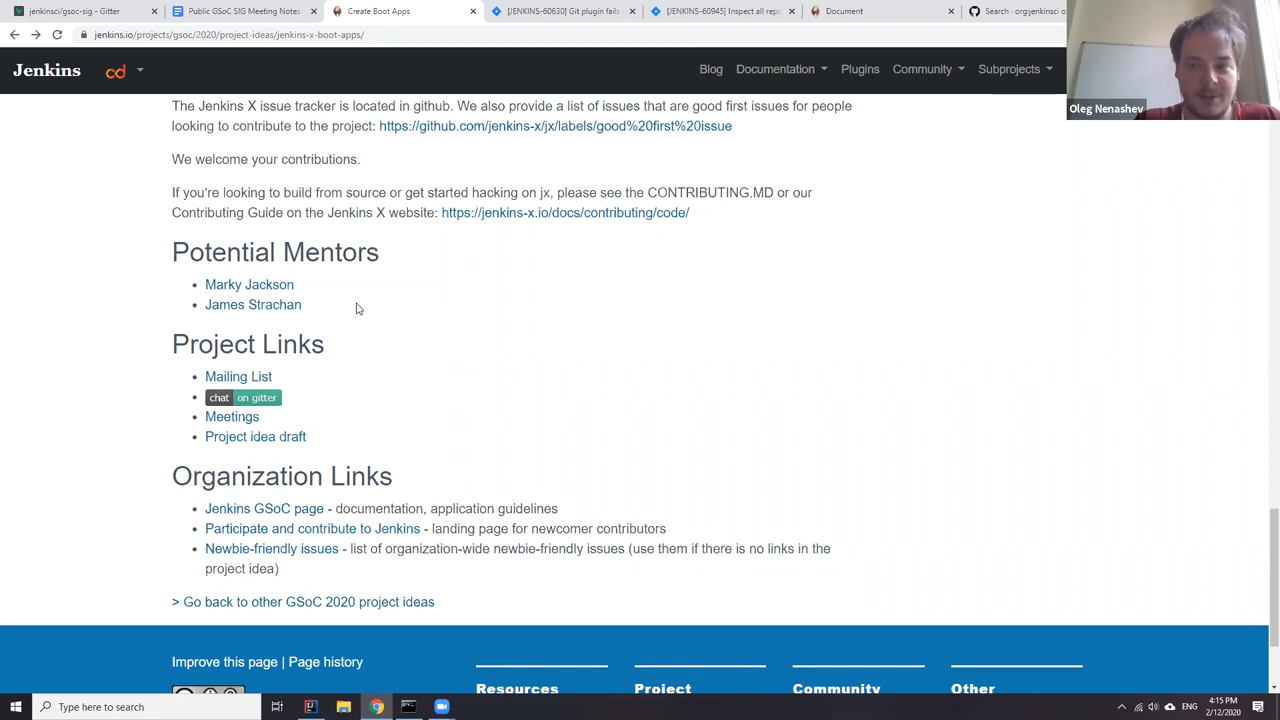 jenkinsci/gsoc-sig - Gitter
Public GSoC SIG Meeting Notes
Create Boot Apps
[JENKINS-60630] Git plugin fails
[JENKINS-60945] Inspect all repo
Document
Search · org:jenkinsci o
jenkins.io/projects/gsoc/2020/project-ideas/jenkins-x-boot-apps/
Jenkins
cd
Blog
Documentation
Plugins
Community
Subprojects
Oleg Nenashev
The Jenkins X issue tracker is located in github. We also provide a list of issues that are good first issues for people
looking to contribute to the project: https://github.com/jenkins-x/jx/labels/good%20first%20issue
We welcome your contributions.
If you're looking to build from source or get started hacking on jx, please see the CONTRIBUTING.MD or our
Contributing Guide on the Jenkins X website: https://jenkins-x.io/docs/contributing/code/
Potential Mentors
• Marky Jackson
• James Strachan
Project Links
• Mailing List
• chat on gitter
• Meetings
• Project idea draft
Organization Links
• Jenkins GSoC page - documentation, application guidelines
• Participate and contribute to Jenkins - landing page for newcomer contributors
• Newbie-friendly issues - list of organization-wide newbie-friendly issues (use them if there is no links in the
project idea)
> Go back to other GSoC 2020 project ideas
Improve this page | Page history
Resources
Project
Community
Other
Type here to search
ENG
4:15 PM
2/12/2020